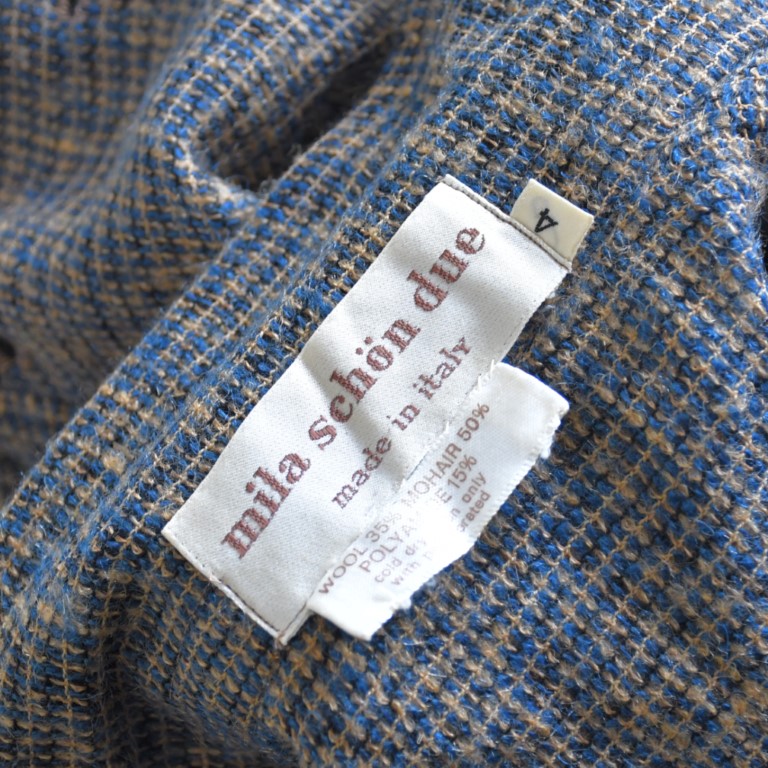 mila schön due
made in italy
4
WOOL 35% MOHAIR 50%
15%
cold only
with